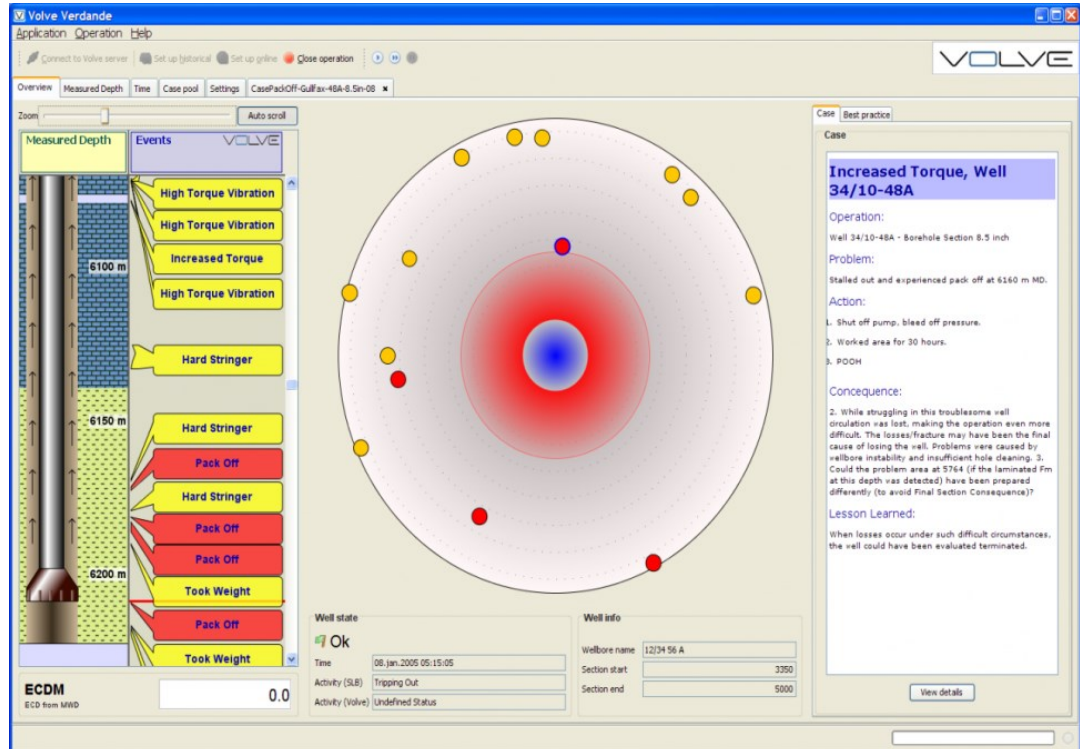 Volve Verdande
Application Operation Help
Connect to Volve server Set up historical Set up online Close operation
VOLVE
Overview Measured Depth Time Case pool Settings CasePackOff-Gullfax-48A-8.5in-08
Zoom Auto scroll
Measured Depth Events VOLVE
High Torque Vibration
High Torque Vibration
Increased Torque
6100 m
High Torque Vibration
Hard Stringer
6150 m
Hard Stringer
Pack Off
Hard Stringer
Pack Off
Pack Off
6200 m
Took Weight
Pack Off
Took Weight
ECDM
ECD from MWD
0.0
Well state
Ok
Time 08.jan.2005 05:15:05
Activity (SLB) Tripping Out
Activity (Volve) Undefined Status
Well info
Wellbore name 12/34 56 A
Section start 3350
Section end 5000
Case Best practice
Case
Increased Torque, Well
34/10-48A
Operation:
Well 34/10-48A - Borehole Section 8.5 inch
Problem:
Stalled out and experienced pack off at 6160 m MD.
Action:
1. Shut off pump, bleed off pressure.
2. Worked area for 30 hours.
3. POOH
Concequence:
2. While struggling in this troublesome well
circulation was lost, making the operation even more
difficult. The losses/fracture may have been the final
cause of losing the well. Problems were caused by
wellbore instability and insufficient hole cleaning. 3.
Could the problem area at 5764 (if the laminated Fm
at this depth was detected) have been prepared
differently (to avoid Final Section Consequence)?
Lesson Learned:
When losses occur under such difficult circumstances,
the well could have been evaluated terminated.
View details